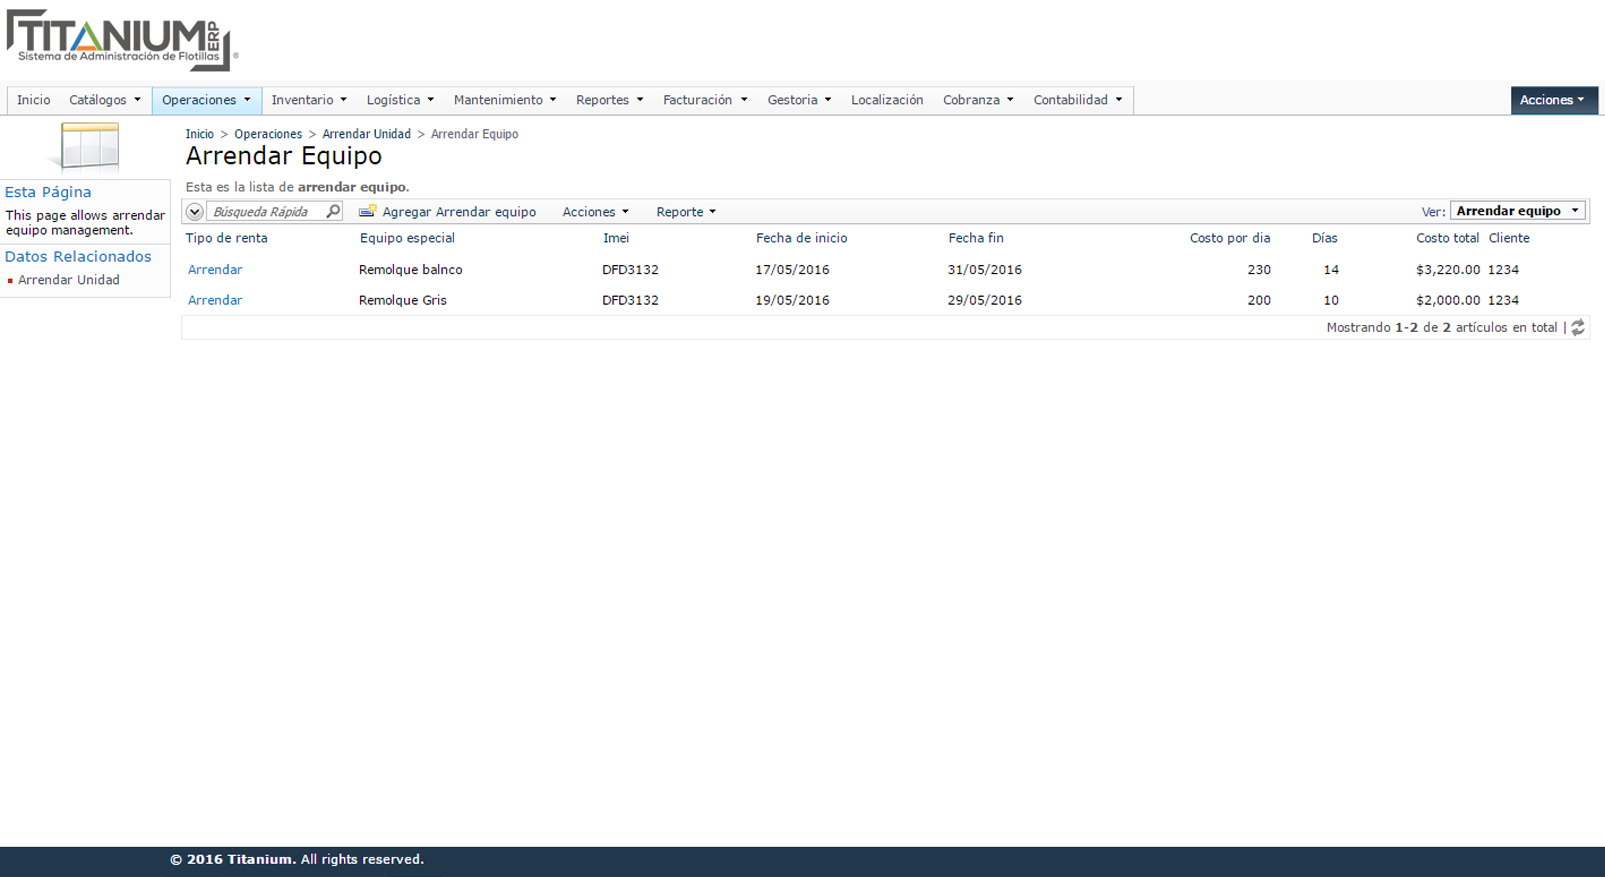 TITANIUM ERP
Sistema de Administración de Flotillas ®
Inicio Catálogos Operaciones Inventario Logística Mantenimiento Reportes Facturación Gestoria Localización Cobranza Contabilidad Acciones
Inicio > Operaciones > Arrendar Unidad > Arrendar Equipo
Arrendar Equipo
Esta es la lista de arrendar equipo.
Esta Página
This page allows arrendar
equipo management.
Datos Relacionados
Arrendar Unidad
Búsqueda Rápida Agregar Arrendar equipo Acciones Reporte Ver: Arrendar equipo
Tipo de renta Equipo especial Imei Fecha de inicio Fecha fin Costo por dia Días Costo total Cliente
Arrendar Remolque balnco DFD3132 17/05/2016 31/05/2016 230 14 $3,220.00 1234
Arrendar Remolque Gris DFD3132 19/05/2016 29/05/2016 200 10 $2,000.00 1234
Mostrando 1-2 de 2 artículos en total |
© 2016 Titanium. All rights reserved.